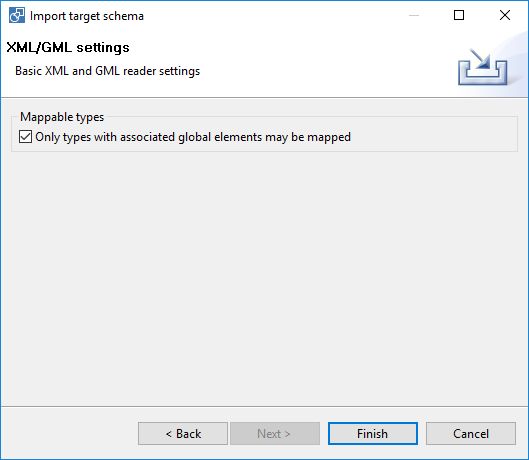 Import target schema
XML/GML settings
Basic XML and GML reader settings
Mappable types
Only types with associated global elements may be mapped
< Back
Next >
Finish
Cancel